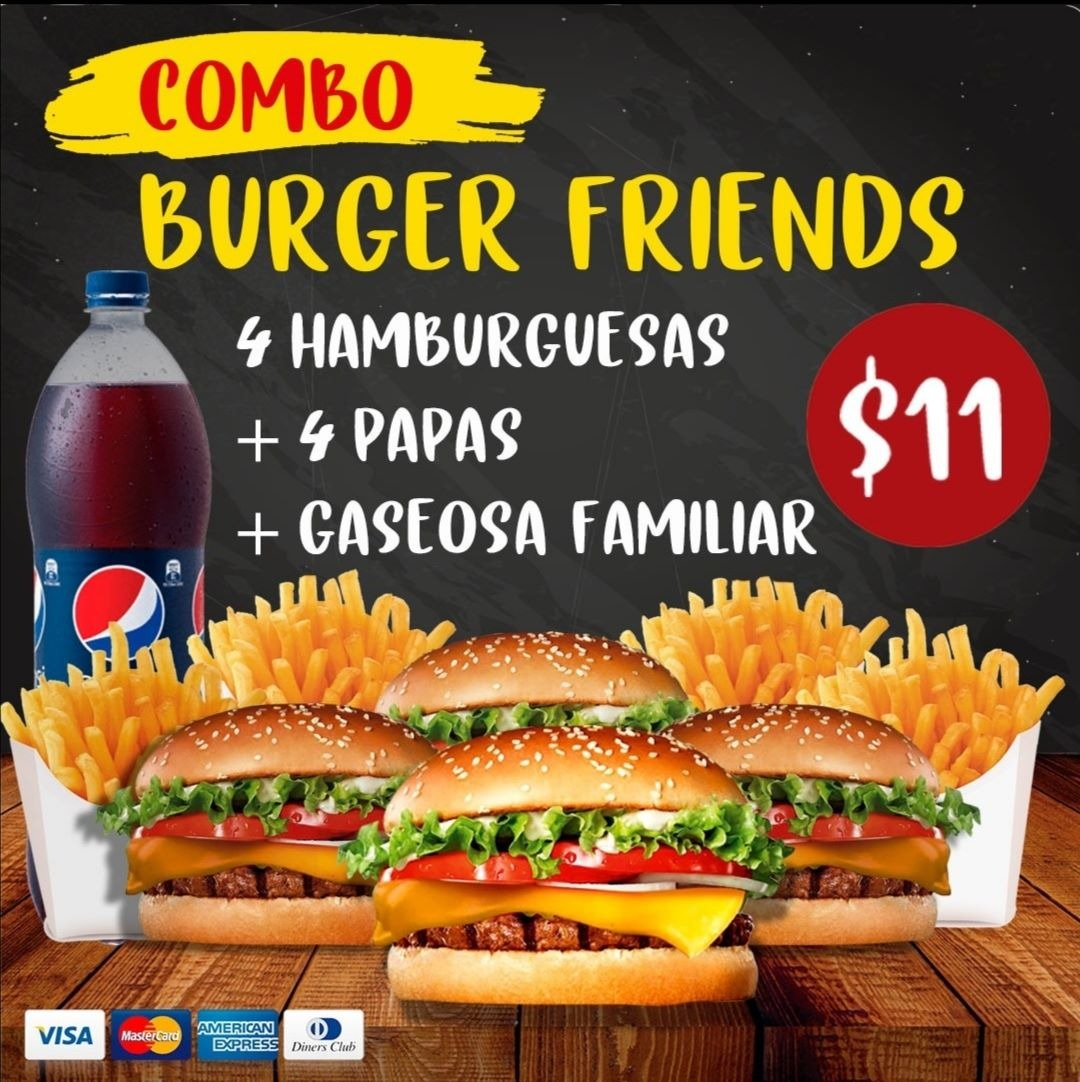 COMBO
BURGER FRIENDS
4 HAMBURGUESAS
+ 4 PAPAS
+ GASEOSA FAMILIAR
$11
VISA
MasterCard
AMERICAN
EXPRESS
Diners Club